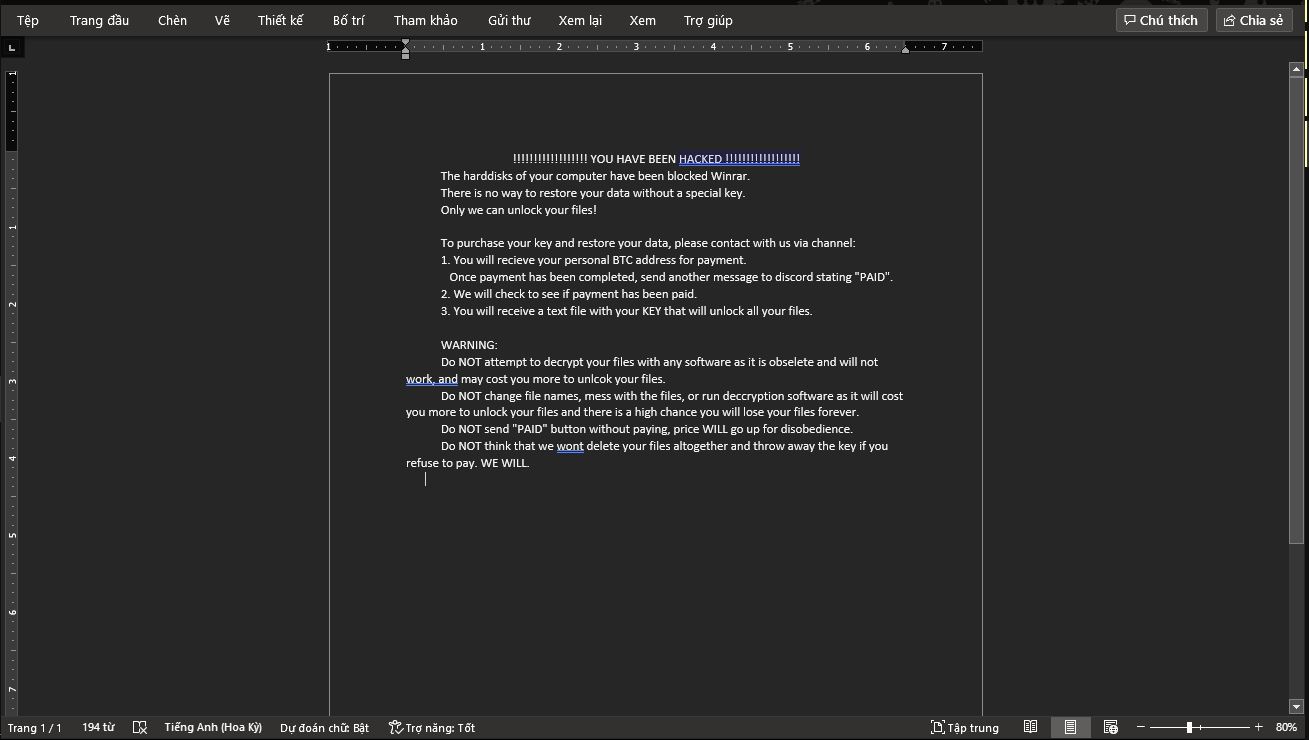 Tệp Trang đầu Chèn Vẽ Thiết kế Bố trí Tham khảo Gửi thư Xem lại Xem Trợ giúp Chú thích Chia sẻ
1 1 2 3 4 5 6 7
!!!!!!!!!!!!!!!!!! YOU HAVE BEEN HACKED !!!!!!!!!!!!!!!!!!
The harddisks of your computer have been blocked Winrar.
There is no way to restore your data without a special key.
Only we can unlock your files!
To purchase your key and restore your data, please contact with us via channel:
1. You will recieve your personal BTC address for payment.
Once payment has been completed, send another message to discord stating "PAID".
2. We will check to see if payment has been paid.
3. You will receive a text file with your KEY that will unlock all your files.
WARNING:
Do NOT attempt to decrypt your files with any software as it is obselete and will not
work, and may cost you more to unlcok your files.
Do NOT change file names, mess with the files, or run deccryption software as it will cost
you more to unlock your files and there is a high chance you will lose your files forever.
Do NOT send "PAID" button without paying, price WILL go up for disobedience.
Do NOT think that we wont delete your files altogether and throw away the key if you
refuse to pay. WE WILL.
1
1
2
3
4
5
6
7
Trang 1 / 1 194 từ Tiếng Anh (Hoa Kỳ) Dự đoán chữ: Bật Trợ năng: Tốt Tập trung 80%